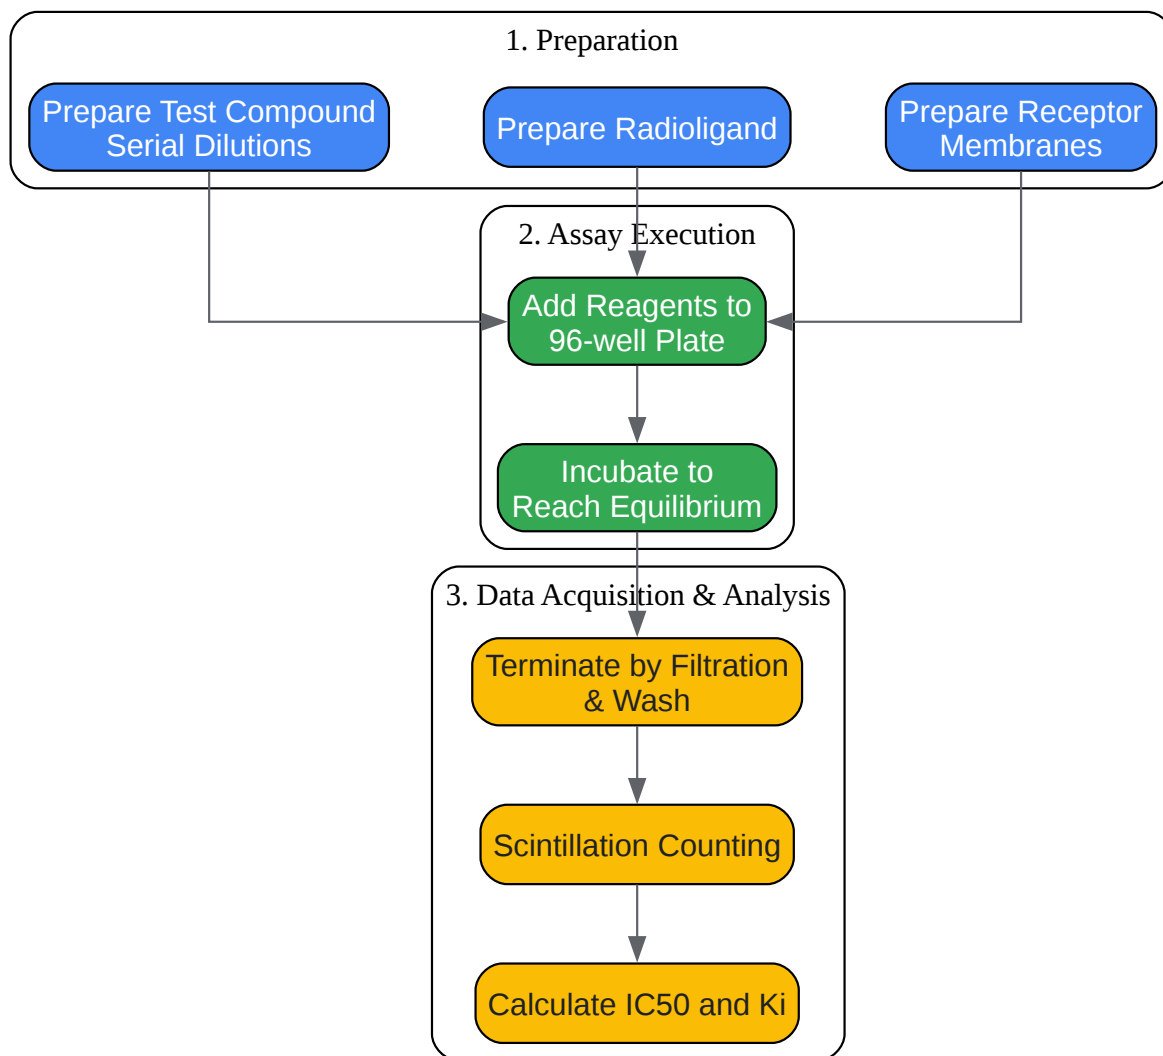 1. Preparation
Prepare Test Compound
Serial Dilutions
Prepare Radioligand
Prepare Receptor
Membranes
2. Assay Execution
Add Reagents to
96-well Plate
Incubate to
Reach Equilibrium
3. Data Acquisition & Analysis
Terminate by Filtration
& Wash
Scintillation Counting
Calculate IC50 and Ki